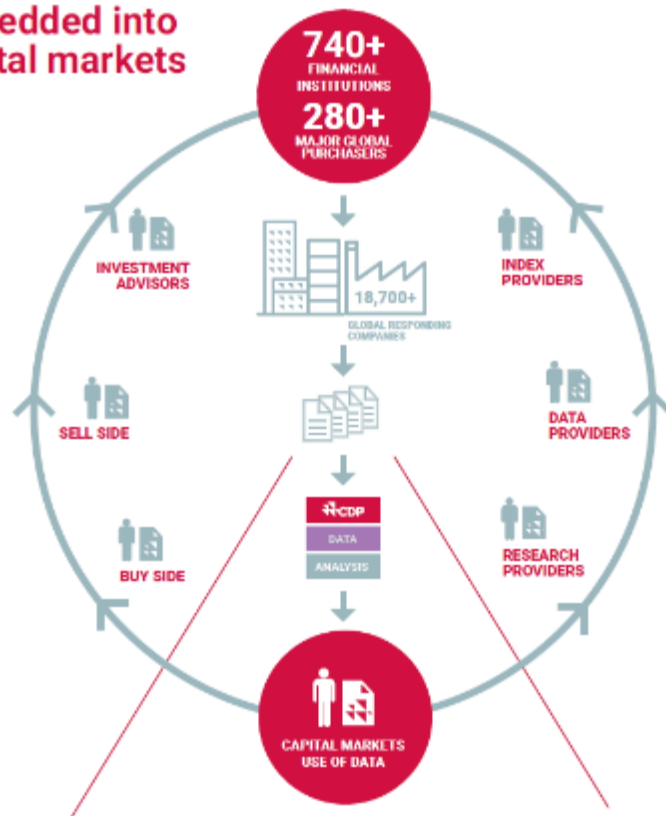 edded into
tal markets
740+
FINANCIAL
INSTITUTIONS
280+
MAJOR GLOBAL
PURCHASERS
INVESTMENT
ADVISORS
INDEX
PROVIDERS
18,700+
GLOBAL RESPONDING
COMPANIES
SELL SIDE
DATA
PROVIDERS
CDP
DATA
ANALYSIS
BUY SIDE
RESEARCH
PROVIDERS
CAPITAL MARKETS
USE OF DATA